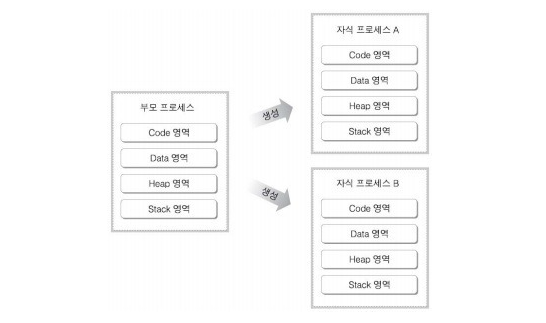 부모 프로세스
Code 영역
Data 영역
Heap 영역
Stack 영역
생성
생성
자식 프로세스 A
Code 영역
Data 영역
Heap 영역
Stack 영역
자식 프로세스 B
Code 영역
Data 영역
Heap 영역
Stack 영역